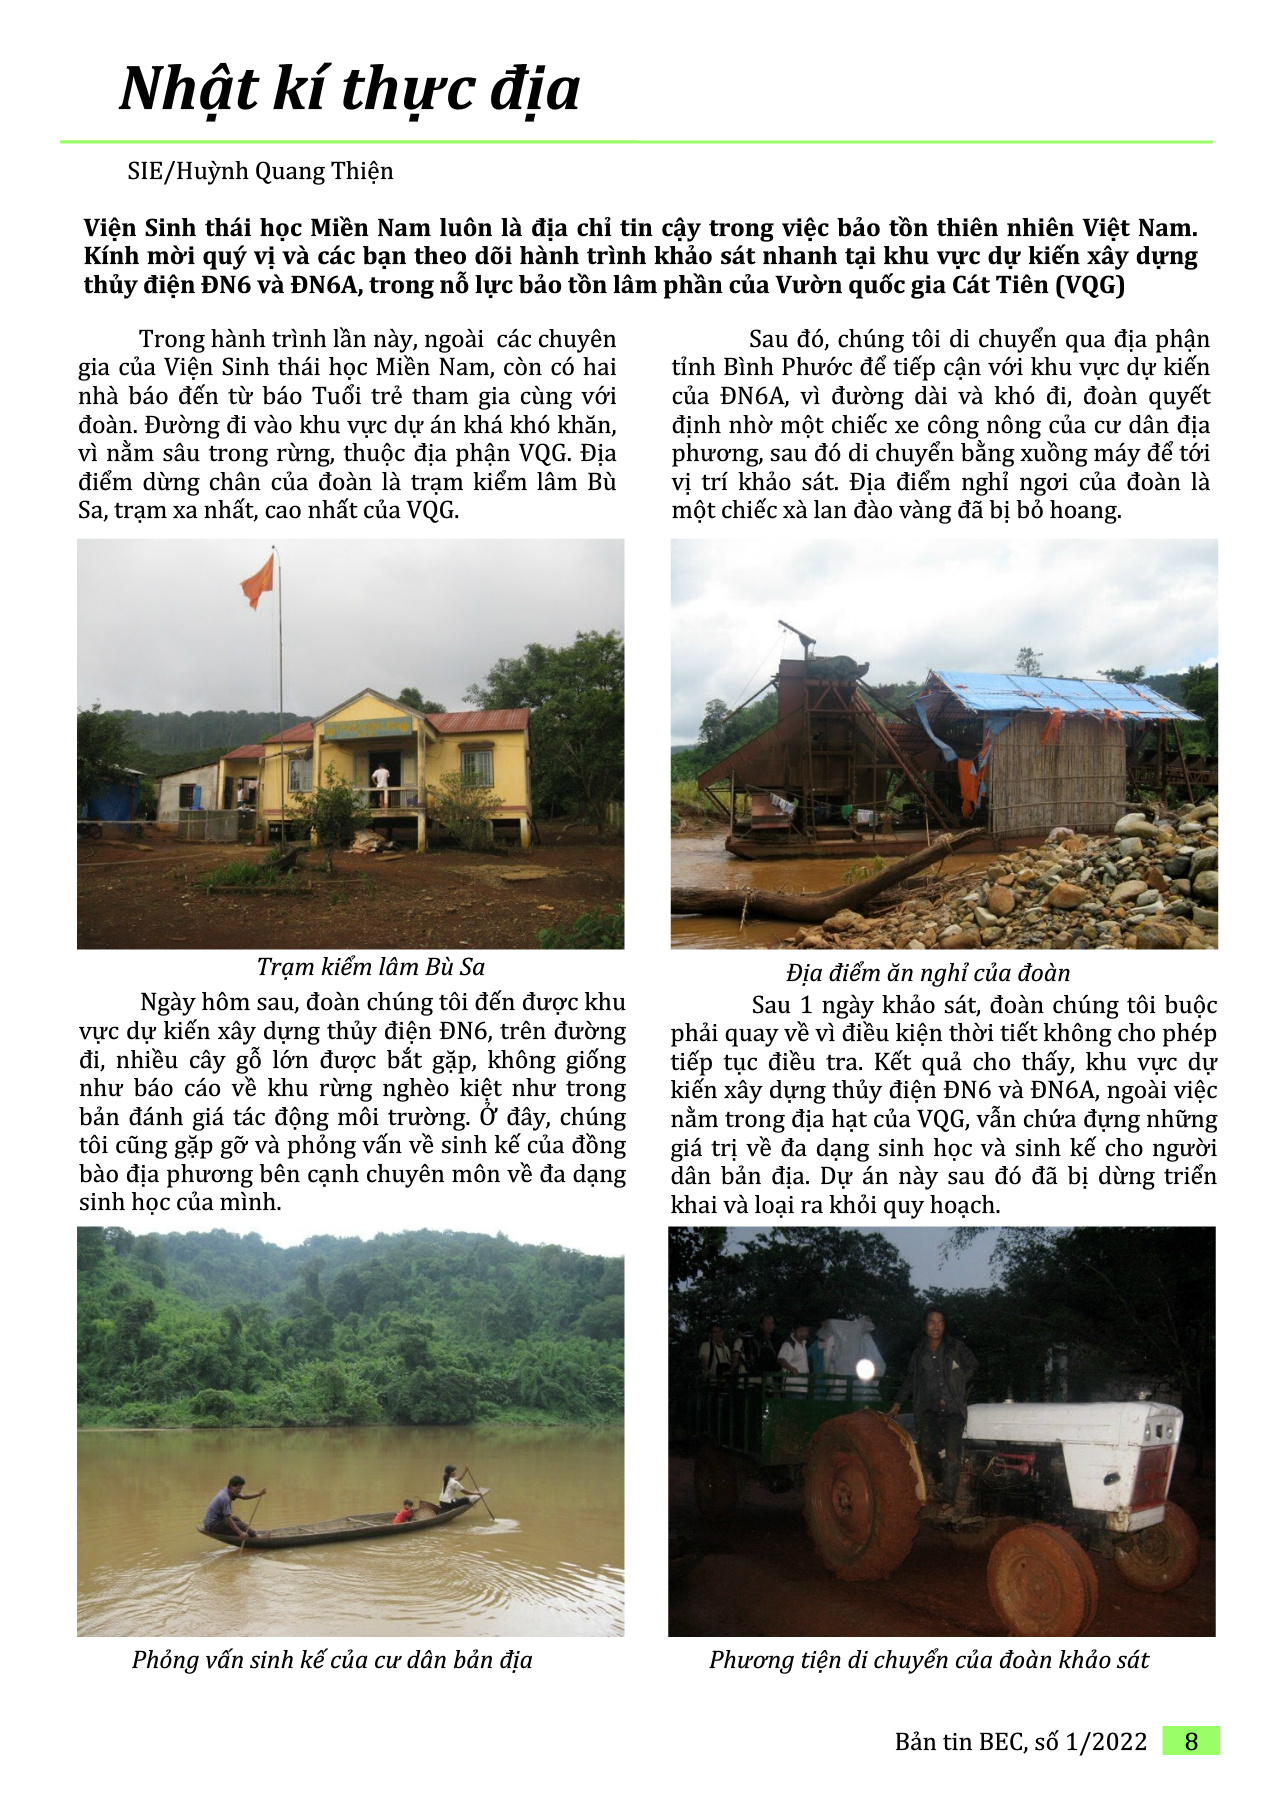 Nhật kí thực địa
SIE/Huỳnh Quang Thiện
Viện Sinh thái học Miền Nam luôn là địa chỉ tin cậy trong việc bảo tồn thiên nhiên Việt Nam.
Kính mời quý vị và các bạn theo dõi hành trình khảo sát nhanh tại khu vực dự kiến xây dựng
thủy điện ĐN6 và ĐN6A, trong nỗ lực bảo tồn lâm phần của Vườn quốc gia Cát Tiên (VQG)
Trong hành trình lần này, ngoài các chuyên
gia của Viện Sinh thái học Miền Nam, còn có hai
nhà báo đến từ báo Tuổi trẻ tham gia cùng với
đoàn. Đường đi vào khu vực dự án khá khó khăn,
vì nằm sâu trong rừng, thuộc địa phận VQG. Địa
điểm dừng chân của đoàn là trạm kiểm lâm Bù
Sa, trạm xa nhất, cao nhất của VQG.
Trạm kiểm lâm Bù Sa
Ngày hôm sau, đoàn chúng tôi đến được khu
vực dự kiến xây dựng thủy điện ĐN6, trên đường
đi, nhiều cây gỗ lớn được bắt gặp, không giống
như báo cáo về khu rừng nghèo kiệt như trong
bản đánh giá tác động môi trường. Ở đây, chúng
tôi cũng gặp gỡ và phỏng vấn về sinh kế của đồng
bào địa phương bên cạnh chuyên môn về đa dạng
sinh học của mình.
Phỏng vấn sinh kế của cư dân bản địa
Sau đó, chúng tôi di chuyển qua địa phận
tỉnh Bình Phước để tiếp cận với khu vực dự kiến
của ĐN6A, vì đường dài và khó đi, đoàn quyết
định nhờ một chiếc xe công nông của cư dân địa
phương, sau đó di chuyển bằng xuồng máy để tới
vị trí khảo sát. Địa điểm nghỉ ngơi của đoàn là
một chiếc xà lan đào vàng đã bị bỏ hoang.
Địa điểm ăn nghỉ của đoàn
Sau 1 ngày khảo sát, đoàn chúng tôi buộc
phải quay về vì điều kiện thời tiết không cho phép
tiếp tục điều tra. Kết quả cho thấy, khu vực dự
kiến xây dựng thủy điện ĐN6 và ĐN6A, ngoài việc
nằm trong địa hạt của VQG, vẫn chứa đựng những
giá trị về đa dạng sinh học và sinh kế cho người
dân bản địa. Dự án này sau đó đã bị dừng triển
khai và loại ra khỏi quy hoạch.
Phương tiện di chuyển của đoàn khảo sát
Bản tin BEC, số 1/2022 8